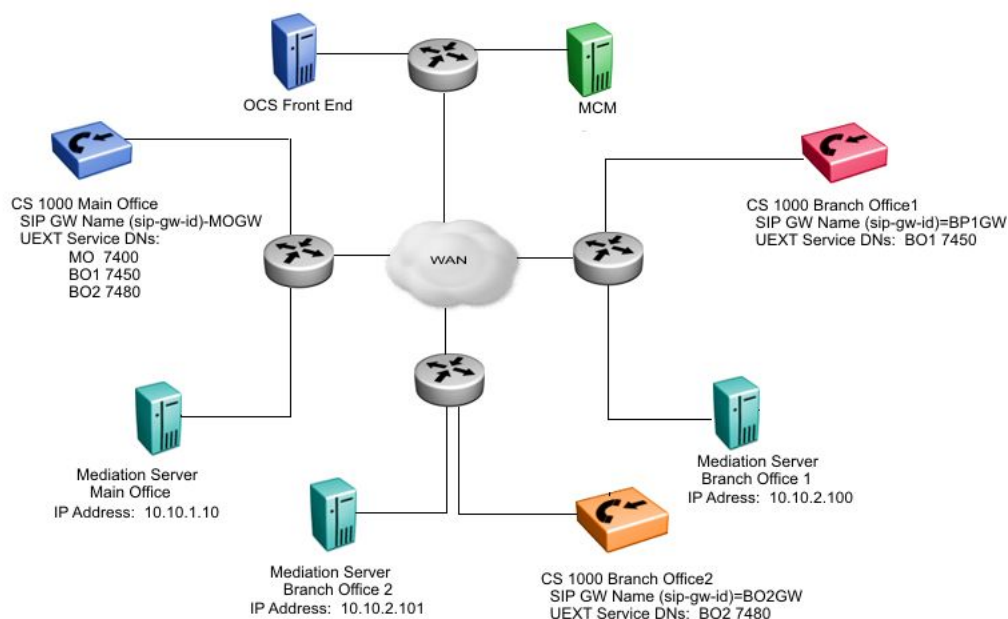 OCS Front End
MCM
CS 1000 Main Office
SIP GW Name (sip-gw-id)-MOGW
UEXT Service DNs:
MO 7400
BO1 7450
BO2 7480
CS 1000 Branch Office1
SIP GW Name (sip-gw-id)=BP1GW
UEXT Service DNs: BO1 7450
WAN
Mediation Server
Main Office
IP Address: 10.10.1.10
Mediation Server
Branch Office 1
IP Adress: 10.10.2.100
Mediation Server
Branch Office 2
IP Address: 10.10.2.101
CS 1000 Branch Office2
SIP GW Name (sip-gw-id)=BO2GW
UEXT Service DNs: BO2 7480